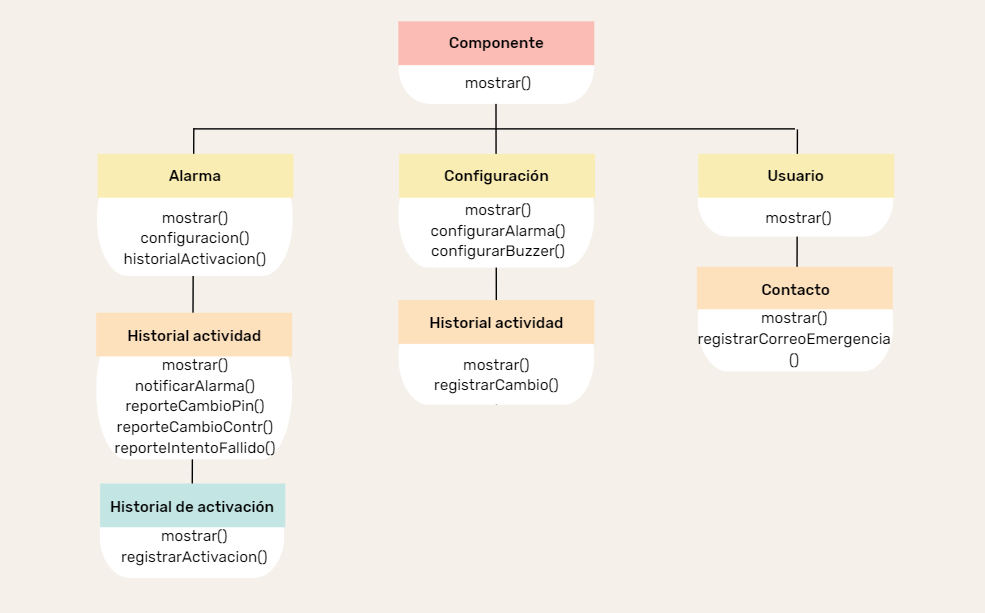 Componente
mostrar()
Alarma
mostrar()
configuracion()
historialActivacion()
Configuración
mostrar()
configurarAlarma()
configurarBuzzer()
Usuario
mostrar()
Historial actividad
mostrar()
notificarAlarma()
reporteCambioPin()
reporteCambioContr()
reporteIntentoFallido()
Historial actividad
mostrar()
registrarCambio()
Contacto
mostrar()
registrarCorreoEmergencia
()
Historial de activación
mostrar()
registrarActivacion()